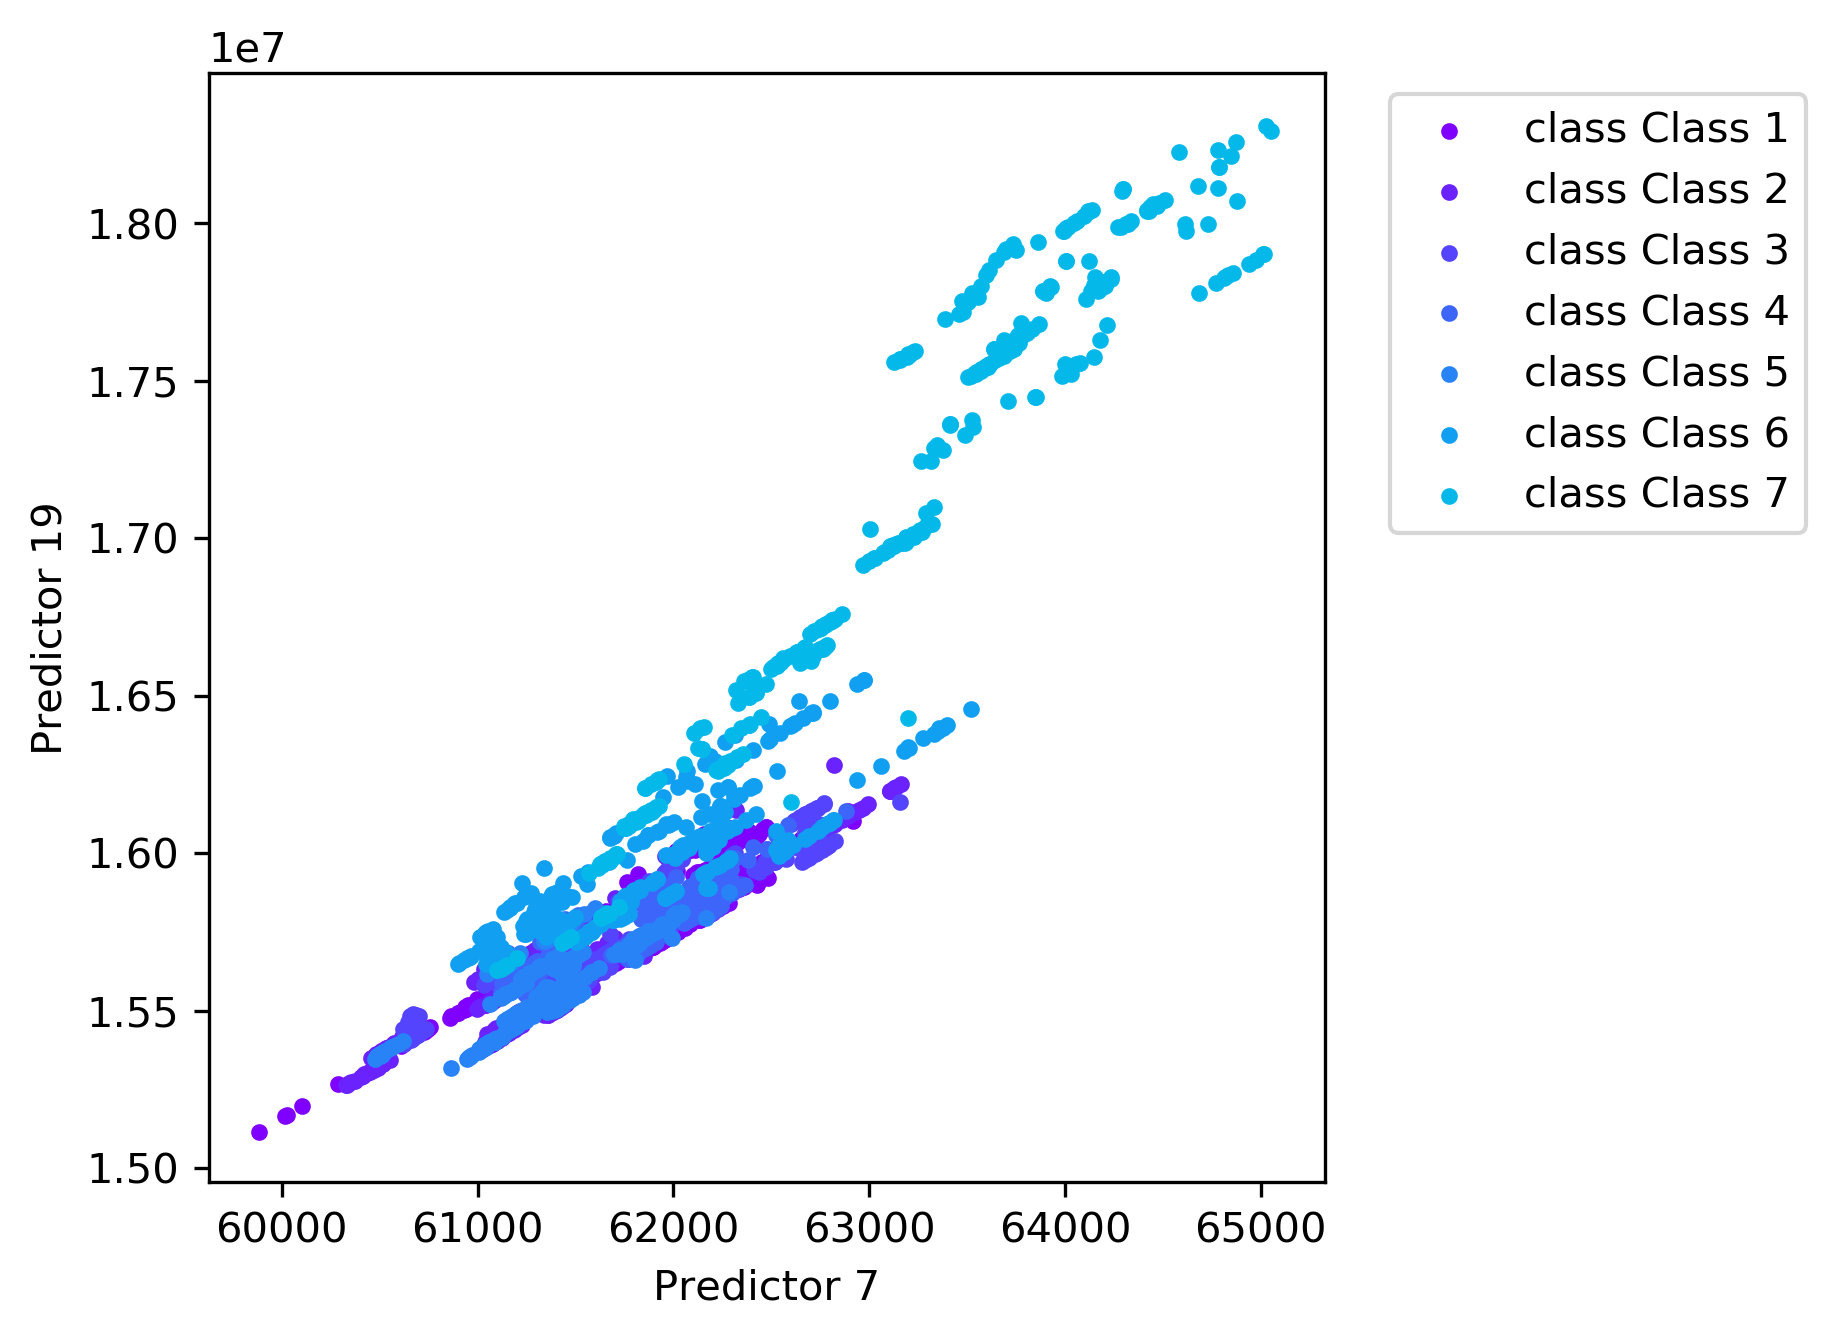 1e7
1.80
1.75
1.70
1.65
1.60
1.55
1.50
Predictor 19
60000 61000 62000 63000 64000 65000
Predictor 7
class Class 1
class Class 2
class Class 3
class Class 4
class Class 5
class Class 6
class Class 7